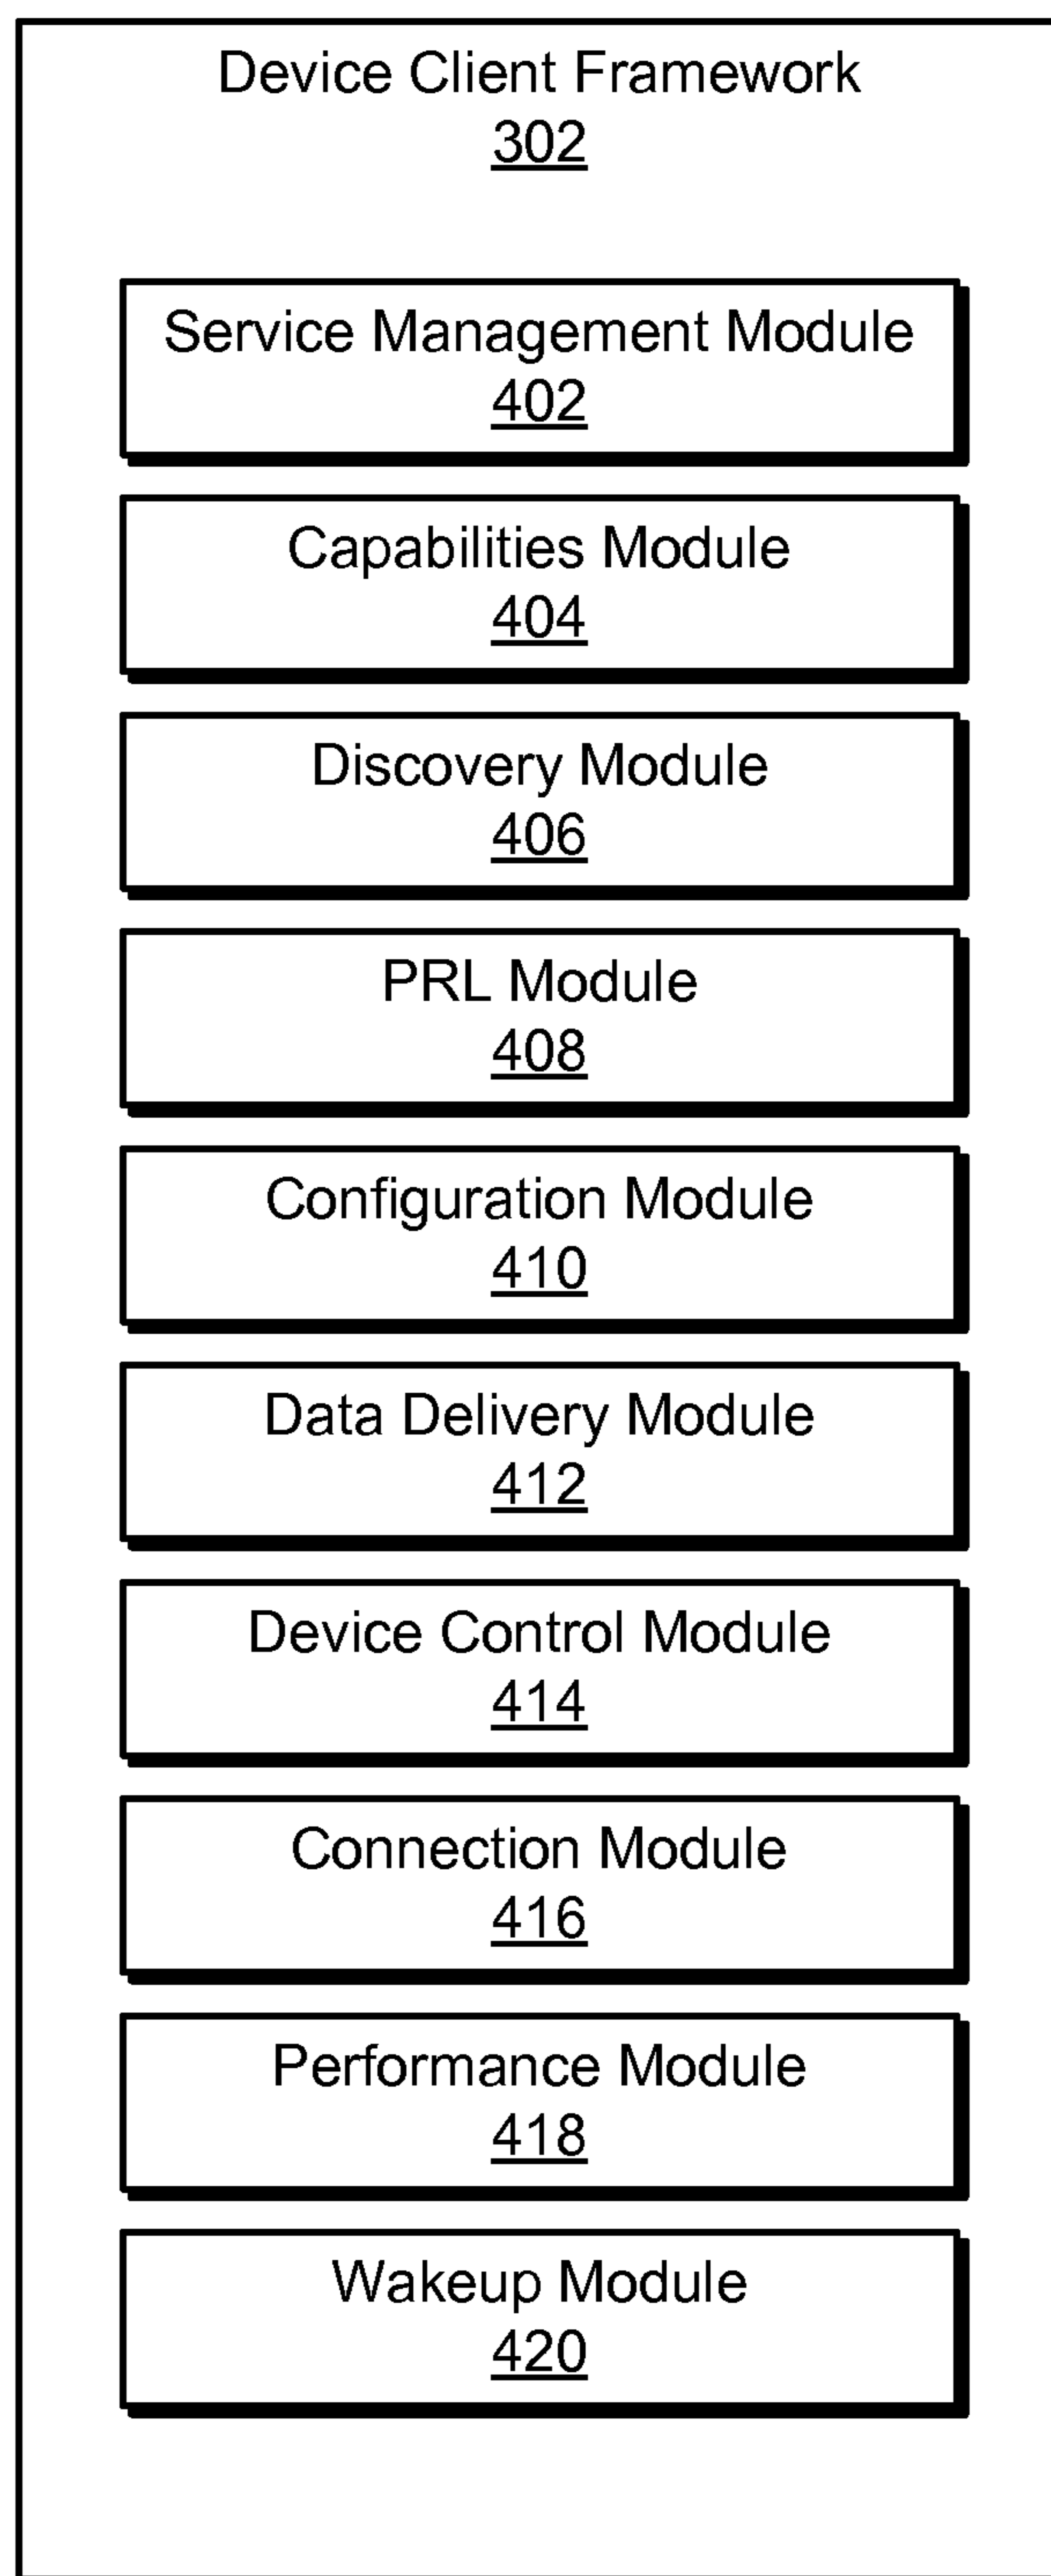 Device Client Framework
302
Service Management Module
402
Capabilities Module
404
Discovery Module
406
PRL Module
408
Configuration Module
410
Data Delivery Module
412
Device Control Module
414
Connection Module
416
Performance Module
418
Wakeup Module
420